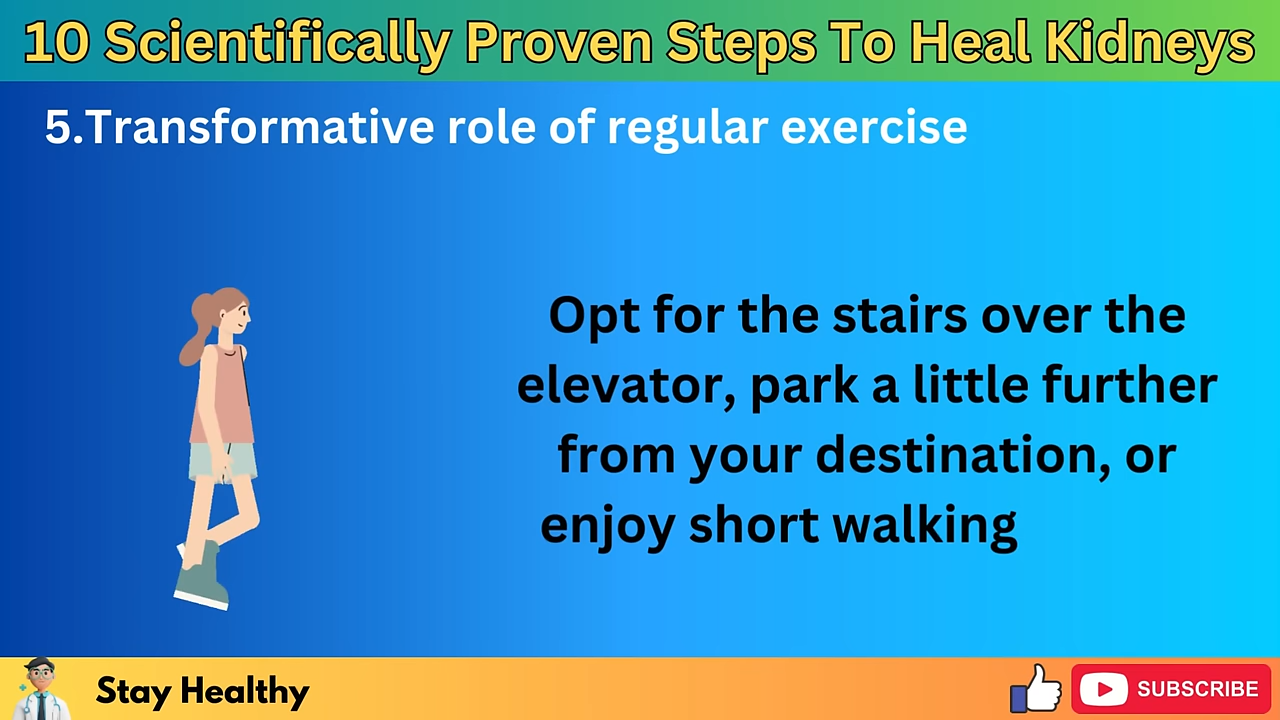 10 Scientifically Proven Steps To Heal Kidneys
5.Transformative role of regular exercise
Opt for the stairs over the
elevator, park a little further
from your destination, or
enjoy short walking
Stay Healthy
SUBSCRIBE